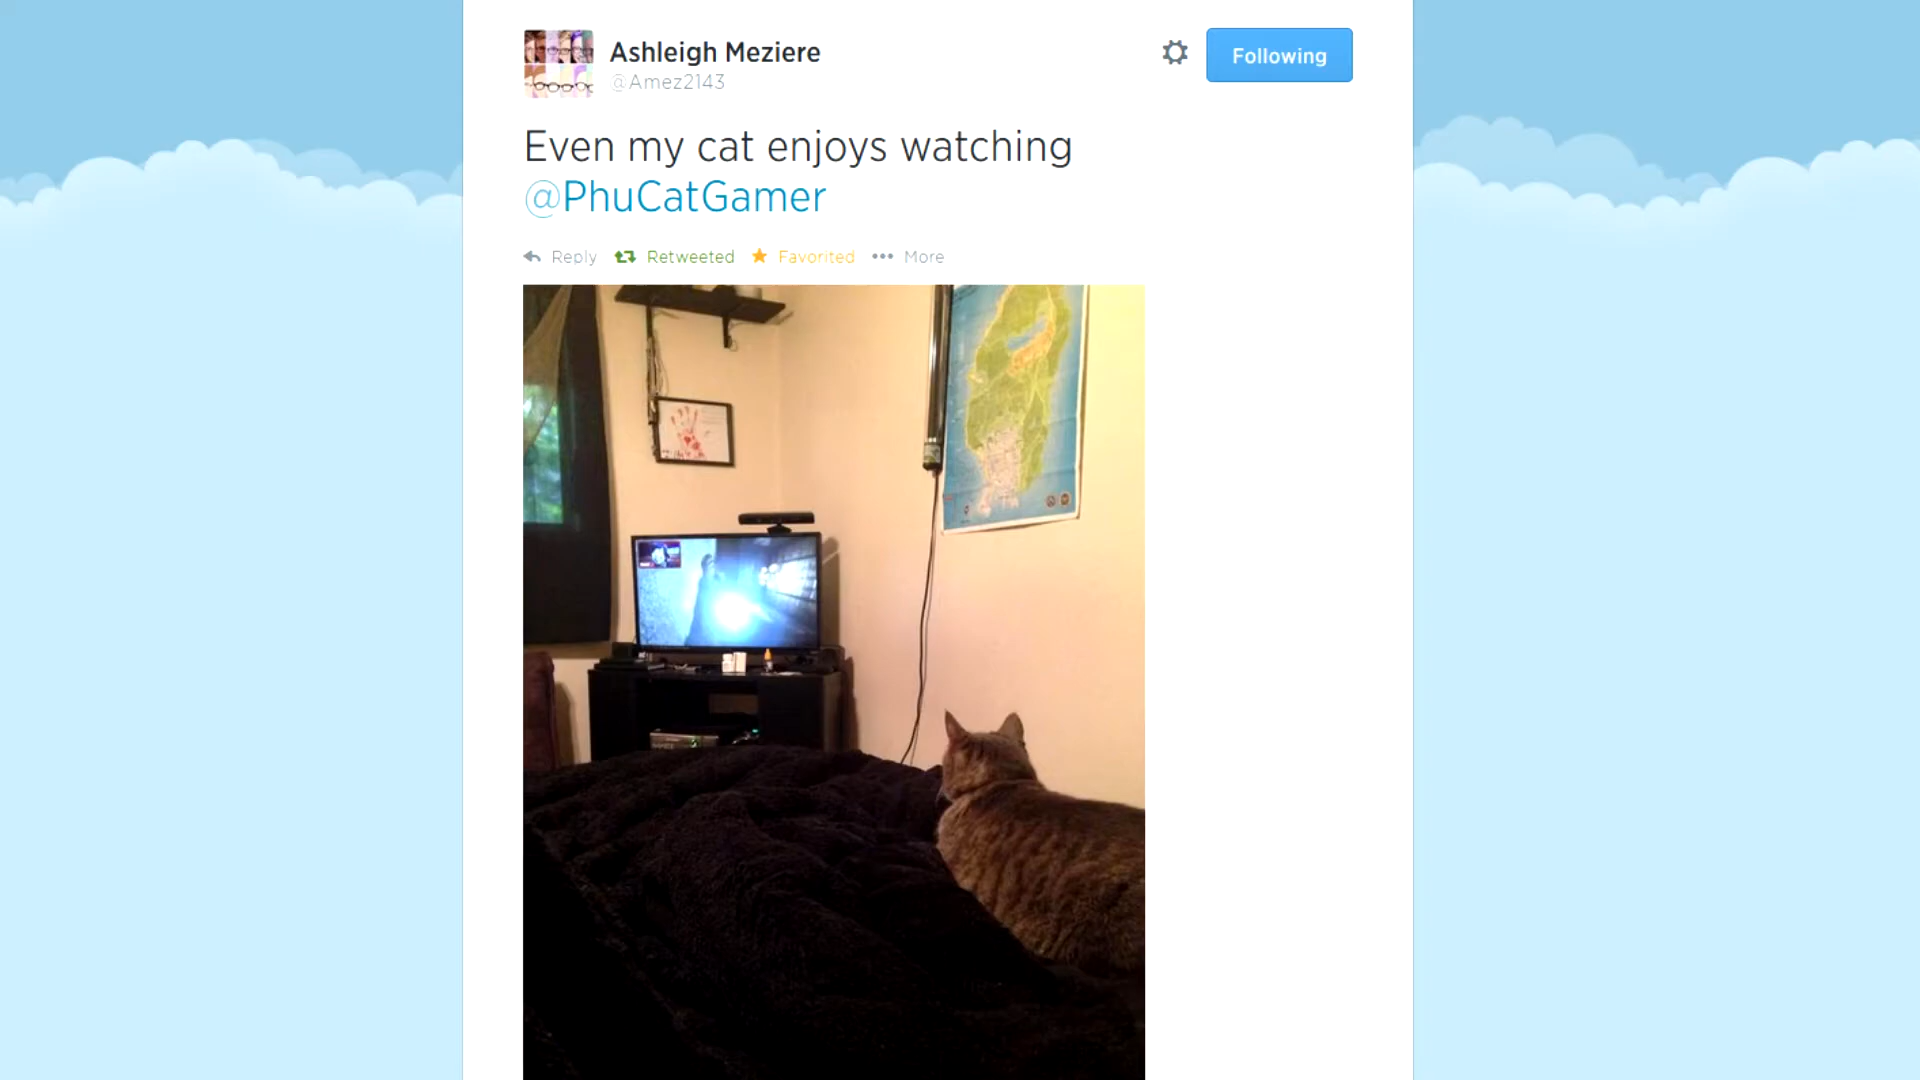 Ashleigh Meziere
@Amez2143
Following
Even my cat enjoys watching
@PhuCatGamer
Reply Retweeted Favorited More